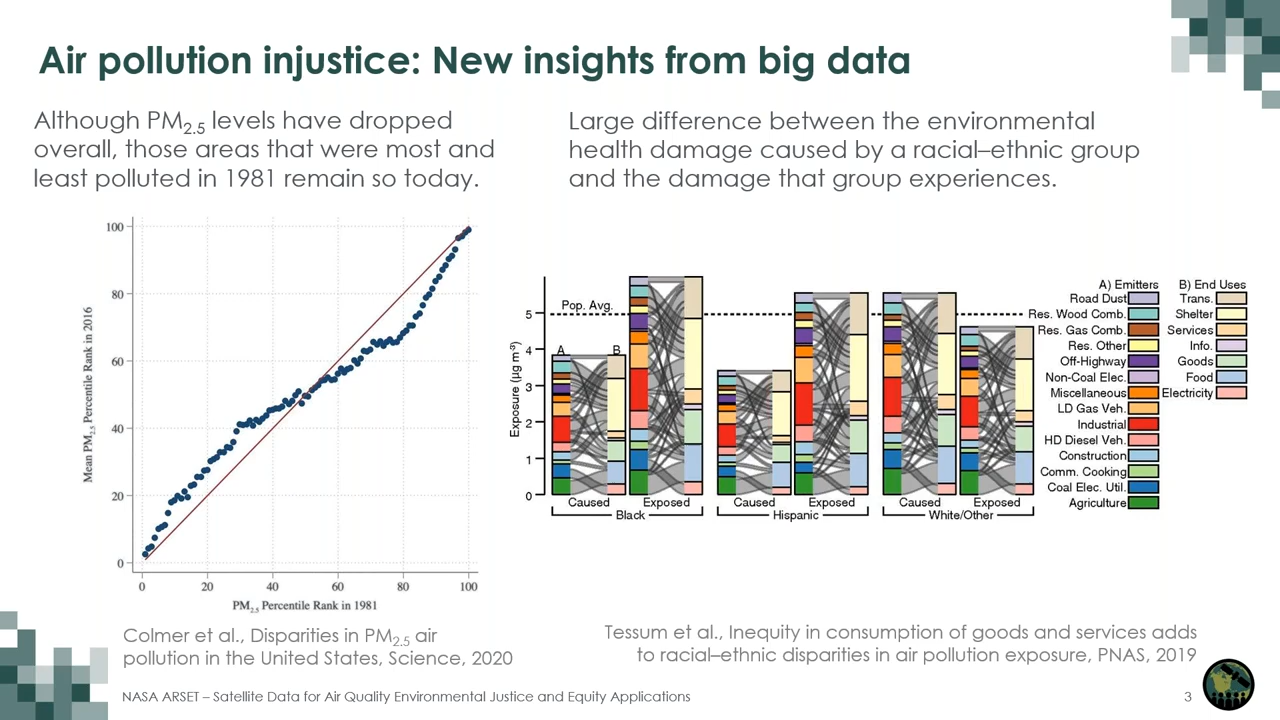 Air pollution injustice: New insights from big data
Although PM2.5 levels have dropped
overall, those areas that were most and
least polluted in 1981 remain so today.
Large difference between the environmental
health damage caused by a racial–ethnic group
and the damage that group experiences.
Mean PM2.5 Percentile Rank in 2016
100
80
60
40
20
0
0 20 40 60 80 100
PM2.5 Percentile Rank in 1981
Exposure (µg m-3)
5
4
3
2
1
0
Pop. Avg.
A B
Caused Exposed Caused Exposed Caused Exposed
Black Hispanic White/Other
A) Emitters
Road Dust
Res. Wood Comb.
Res. Gas Comb.
Res. Other
Off-Highway
Non-Coal Elec.
Miscellaneous
LD Gas Veh.
Industrial
HD Diesel Veh.
Construction
Comm. Cooking
Coal Elec. Util.
Agriculture
B) End Uses
Trans.
Shelter
Services
Info.
Goods
Food
Electricity
Colmer et al., Disparities in PM2.5 air
pollution in the United States, Science, 2020
Tessum et al., Inequity in consumption of goods and services adds
to racial–ethnic disparities in air pollution exposure, PNAS, 2019
NASA ARSET – Satellite Data for Air Quality Environmental Justice and Equity Applications
3